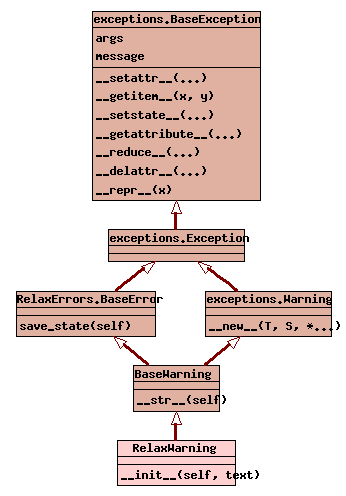 exceptions.BaseException
args
message
__setattr__(...)
__getitem__(x, y)
__setstate__(...)
__getattribute__(...)
__reduce__(...)
__delattr__(...)
__repr__(x)
exceptions.Exception
RelaxErrors.BaseError
save_state(self)
exceptions.Warning
__new__(T, S, *...)
BaseWarning
__str__(self)
RelaxWarning
__init__(self, text)